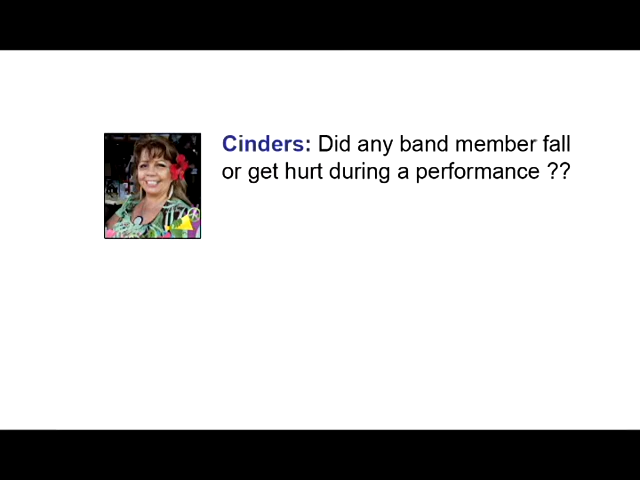 Cinders: Did any band member fall
or get hurt during a performance ??